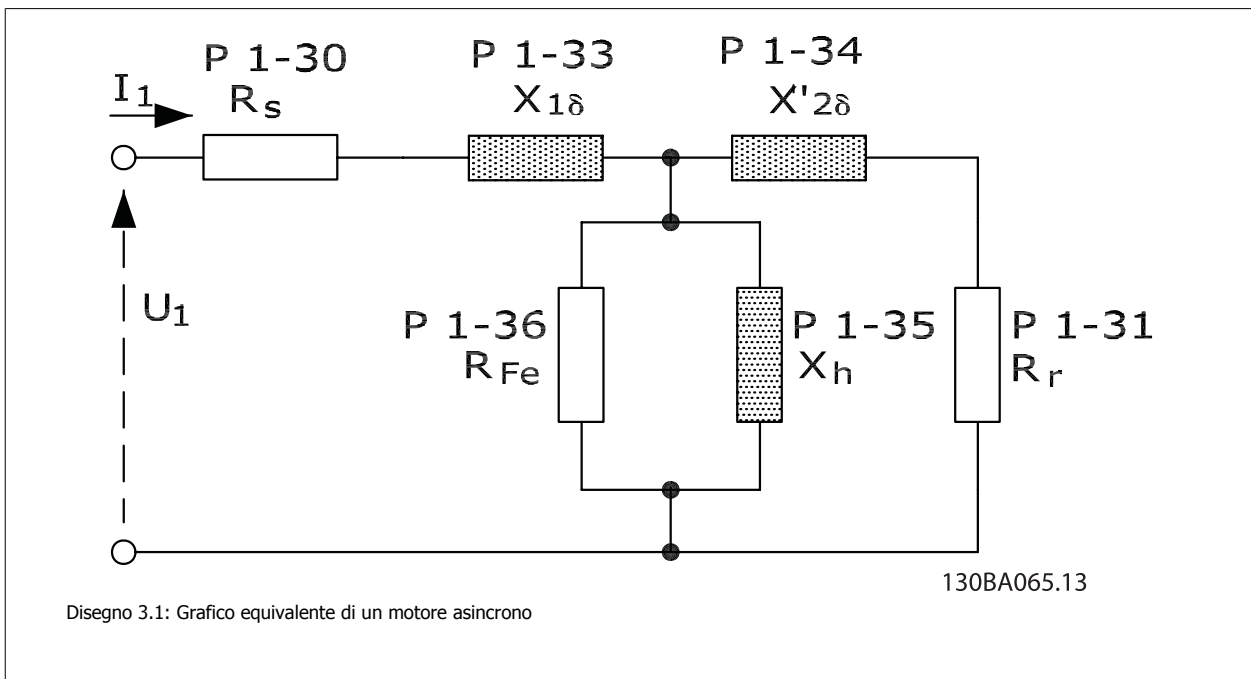 P 1-30
P 1-33
P 1-34
I1
Rs
X1δ
X'2δ
U1
P 1-36
P 1-35
P 1-31
RFe
Xh
Rr
130BA065.13
Disegno 3.1: Grafico equivalente di un motore asincrono